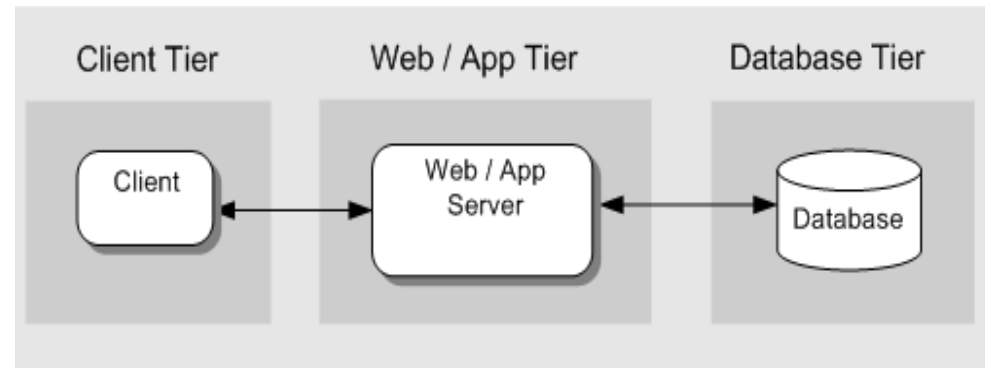 Client Tier
Web / App Tier
Database Tier
Client
Web / App
Server
Database